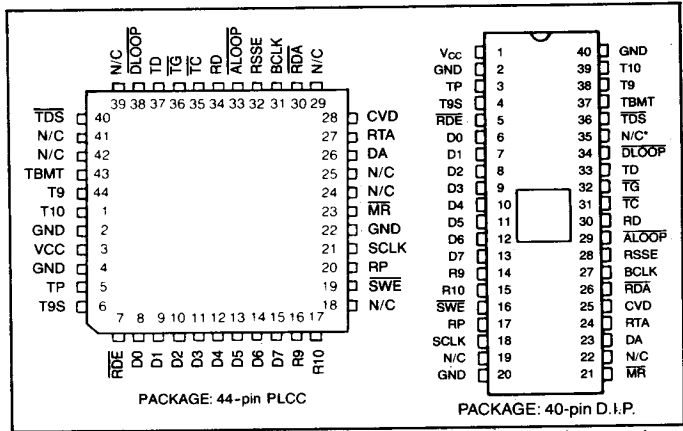 N/C DLOOP TD TG TC RD ALOOP RSSE BCLK RDA N/C
39 38 37 36 35 34 33 32 31 30 29
TDS 40
N/C 41
N/C 42
TBMT 43
T9 44
T10 1
GND 2
VCC 3
GND 4
TP 5
T9S 6
28 CVD
27 RTA
26 DA
25 N/C
24 N/C
23 MR
22 GND
21 SCLK
20 RP
19 SWE
18 N/C
7 8 9 10 11 12 13 14 15 16 17
RDE D0 D1 D2 D3 D4 D5 D6 D7 R9 R10
PACKAGE: 44-pin PLCC
VCC 1 40 GND
GND 2 39 T10
TP 3 38 T9
T9S 4 37 TBMT
RDE 5 36 TDS
D0 6 35 N/C*
D1 7 34 DLOOP
D2 8 33 TD
D3 9 32 TG
D4 10 31 TC
D5 11 30 RD
D6 12 29 ALOOP
D7 13 28 RSSE
R9 14 27 BCLK
R10 15 26 RDA
SWE 16 25 CVD
RP 17 24 RTA
SCLK 18 23 DA
N/C 19 22 N/C
GND 20 21 MR
PACKAGE: 40-pin D.I.P.